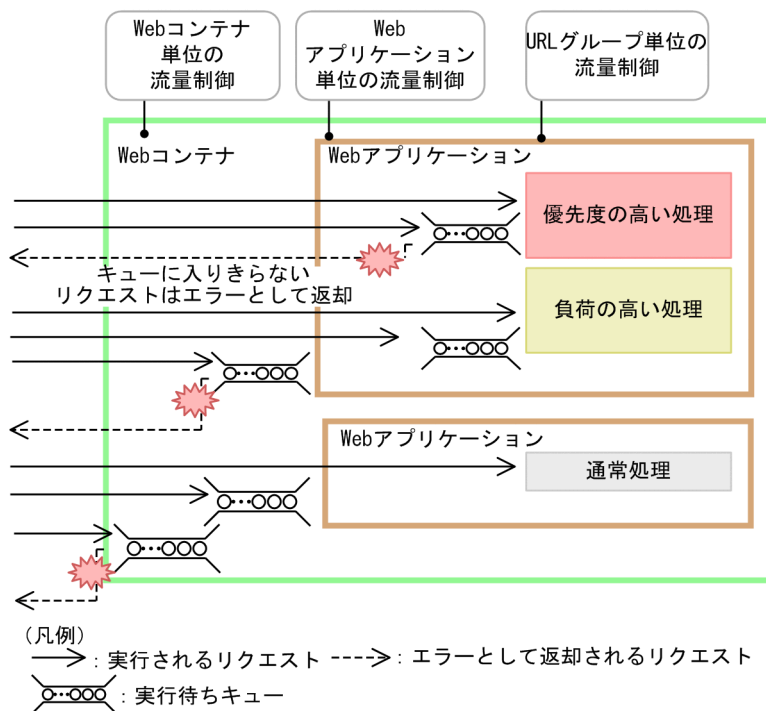 Webコンテナ
単位の
流量制御
Web
アプリケーション
単位の流量制御
URLグループ単位の
流量制御
Webコンテナ
Webアプリケーション
優先度の高い処理
キューに入りきらない
リクエストはエラーとして返却
負荷の高い処理
Webアプリケーション
通常処理
（凡例）
：実行されるリクエスト
：エラーとして返却されるリクエスト
：実行待ちキュー